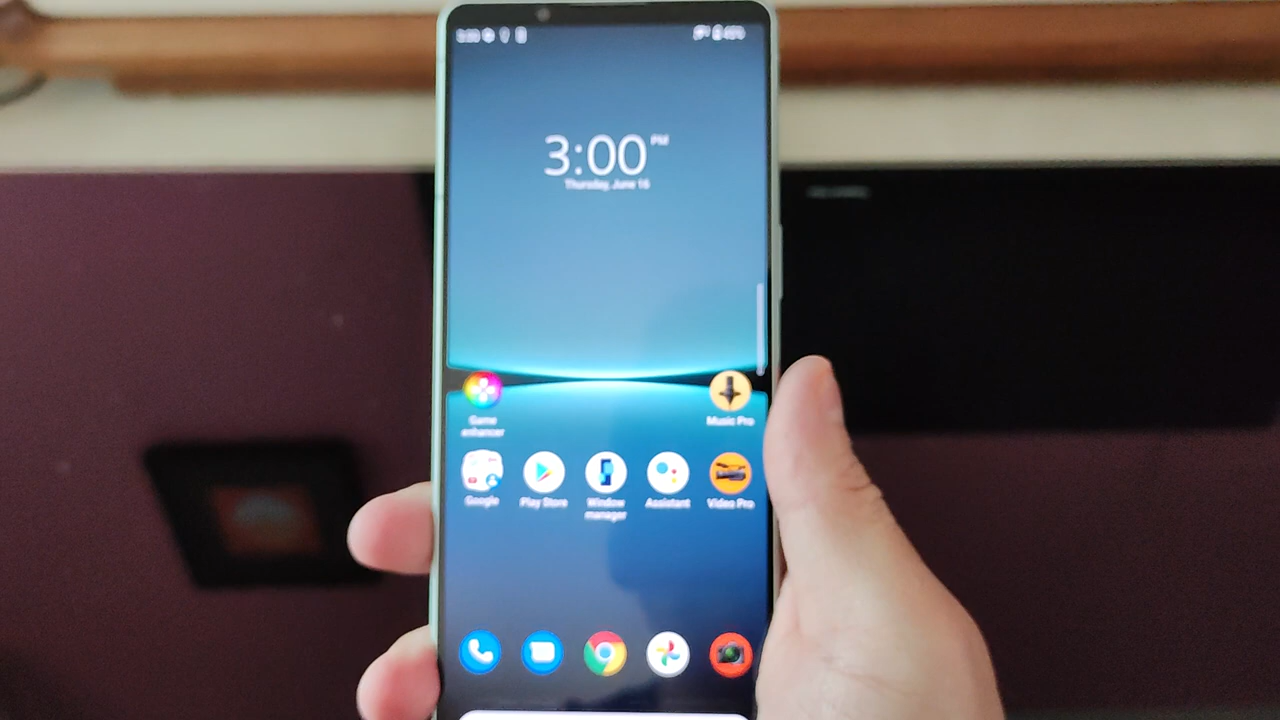 3:00 PM
Thursday, June 16
Game
enhancer
Music Pro
Google
Play Store
Window
manager
Assistant
Video Pro